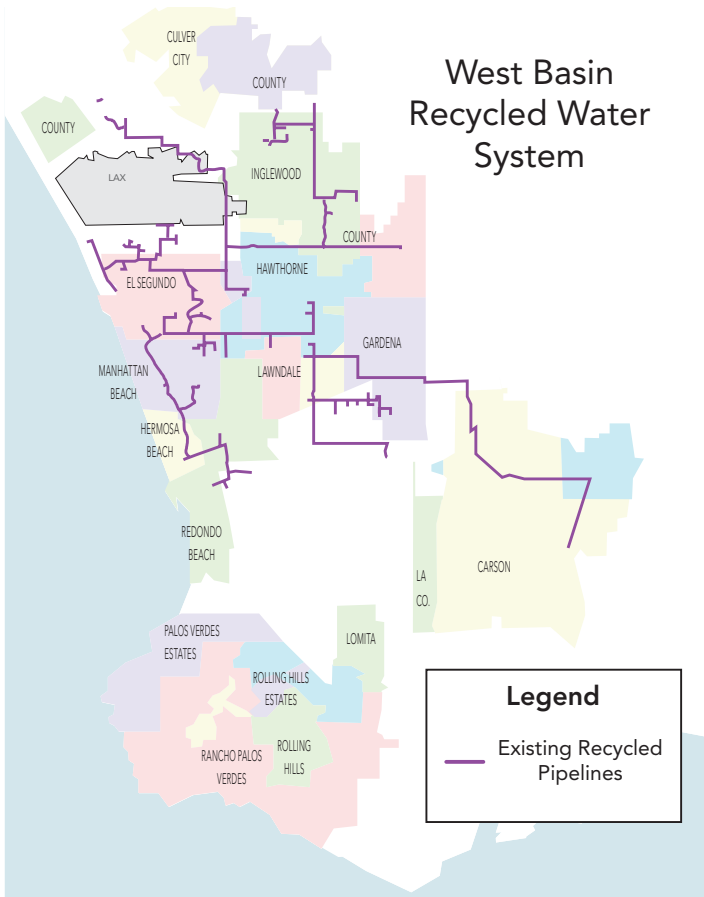 West Basin
Recycled Water
System
CULVER
CITY
COUNTY
COUNTY
LAX
INGLEWOOD
COUNTY
HAWTHORNE
EL SEGUNDO
GARDENA
MANHATTAN
BEACH
LAWNDALE
HERMOSA
BEACH
REDONDO
BEACH
CARSON
LA
CO.
PALOS VERDES
ESTATES
LOMITA
ROLLING HILLS
ESTATES
ROLLING
HILLS
RANCHO PALOS
VERDES
Legend
Existing Recycled
Pipelines